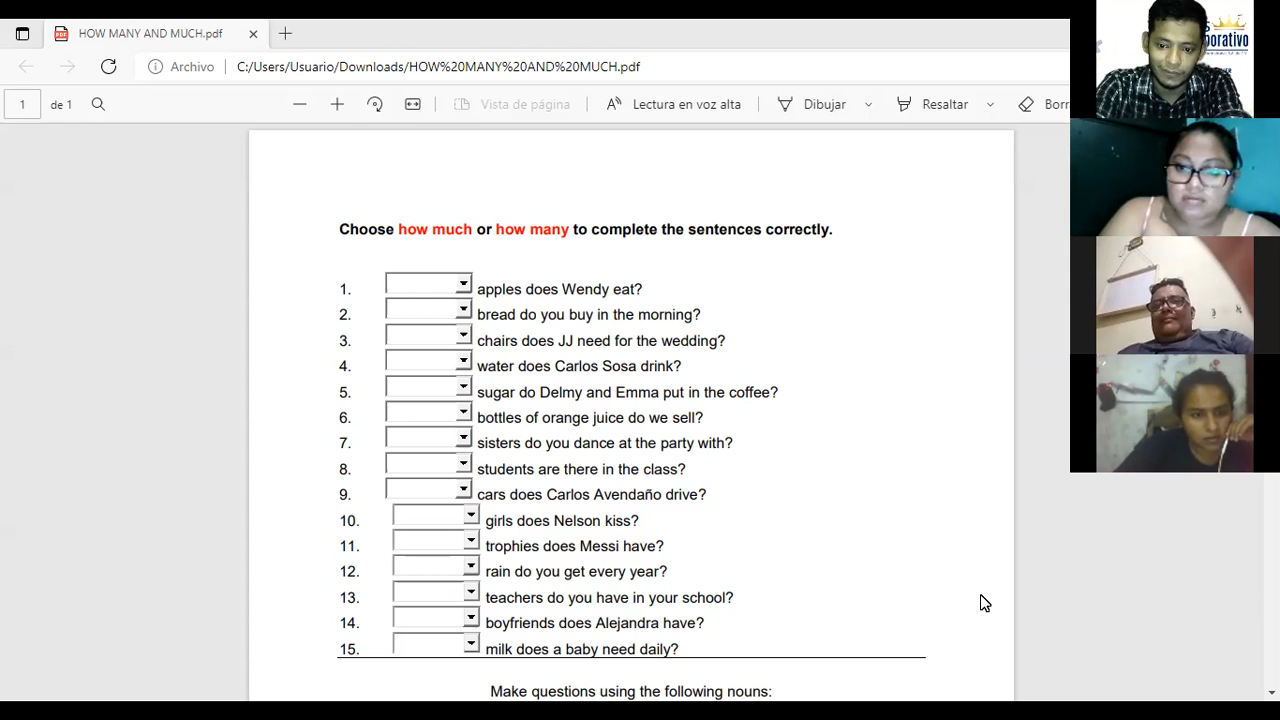 HOW MANY AND MUCH.pdf
Archivo C:/Users/Usuario/Downloads/HOW%20MANY%20AND%20MUCH.pdf
1 de 1 Vista de página Lectura en voz alta Dibujar Resaltar Borr
Choose how much or how many to complete the sentences correctly.
1. apples does Wendy eat?
2. bread do you buy in the morning?
3. chairs does JJ need for the wedding?
4. water does Carlos Sosa drink?
5. sugar do Delmy and Emma put in the coffee?
6. bottles of orange juice do we sell?
7. sisters do you dance at the party with?
8. students are there in the class?
9. cars does Carlos Avendaño drive?
10. girls does Nelson kiss?
11. trophies does Messi have?
12. rain do you get every year?
13. teachers do you have in your school?
14. boyfriends does Alejandra have?
15. milk does a baby need daily?
Make questions using the following nouns:
porativo